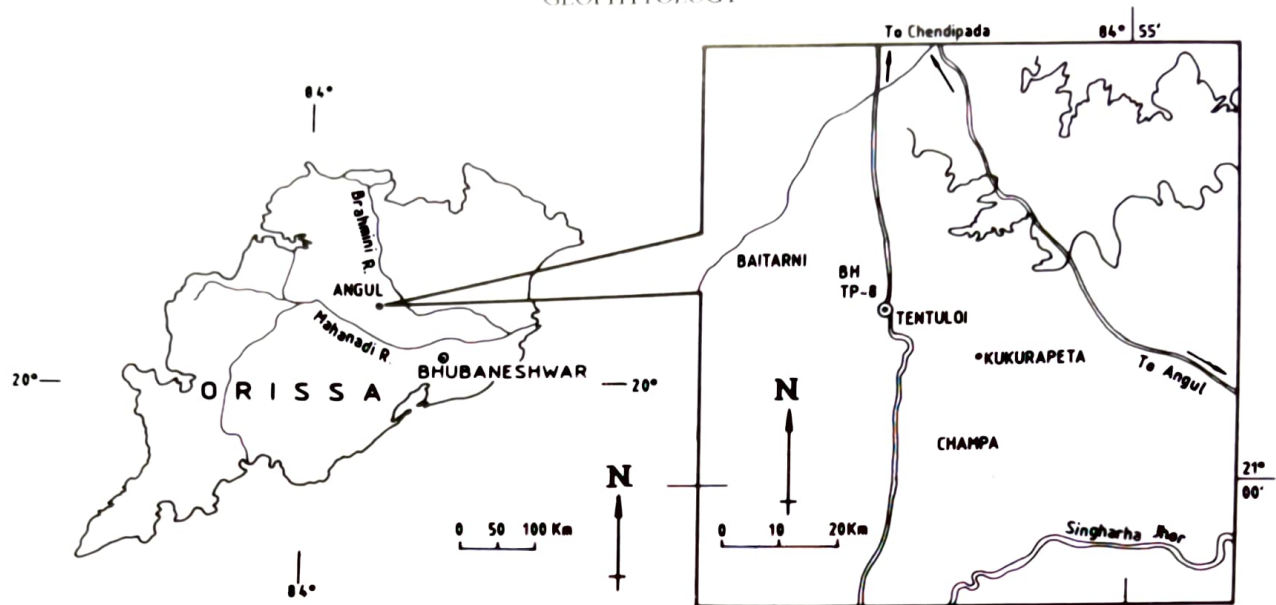 To Chendipada
84° 55'
84°
Brahmini R.
BAITARNI
BH
TP-8
ANGUL
TENTULOI
Mahanadi R.
KUKURAPETA
To Angul
BHUBANESHWAR
20°
20°
ORISSA
N
CHAMPA
N
21°
00'
0 50 100 Km
0 10 20Km
Singharha Jhor
84°